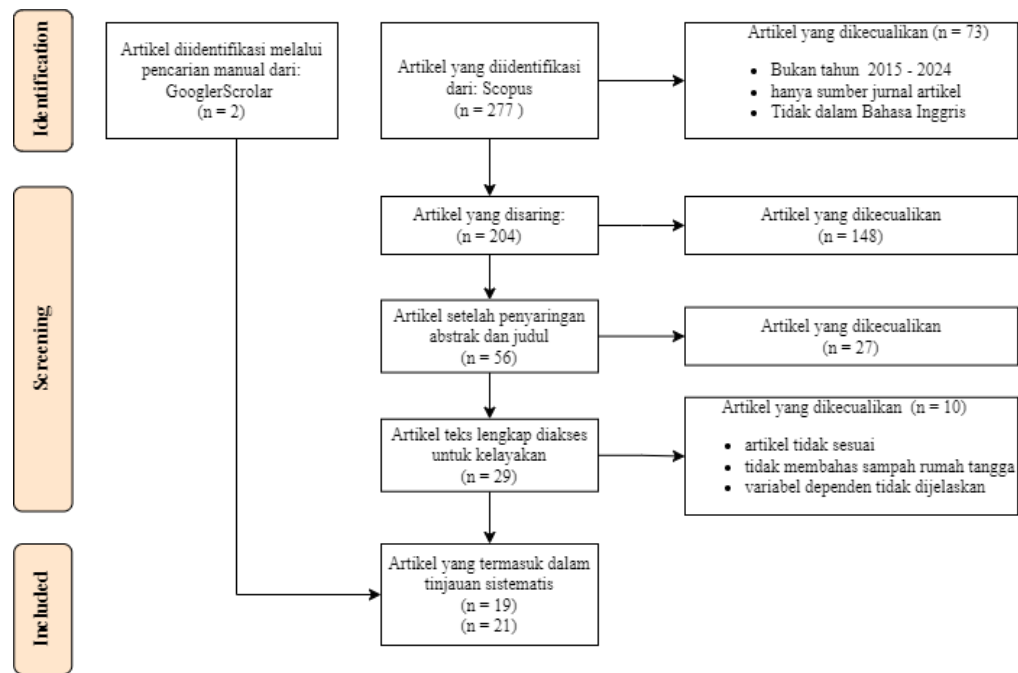 Identification
Artikel diidentifikasi melalui
pencarian manual dari:
GooglerScrolar
(n = 2)
Artikel yang diidentifikasi
dari: Scopus
(n = 277 )
Artikel yang dikecualikan (n = 73)
• Bukan tahun 2015 - 2024
• hanya sumber jurnal artikel
• Tidak dalam Bahasa Inggris
Screening
Artikel yang disaring:
(n = 204)
Artikel yang dikecualikan
(n = 148)
Artikel setelah penyaringan
abstrak dan judul
(n = 56)
Artikel yang dikecualikan
(n = 27)
Artikel teks lengkap diakses
untuk kelayakan
(n = 29)
Artikel yang dikecualikan (n = 10)
• artikel tidak sesuai
• tidak membahas sampah rumah tangga
• variabel dependen tidak dijelaskan
Included
Artikel yang termasuk dalam
tinjauan sistematis
(n = 19)
(n = 21)